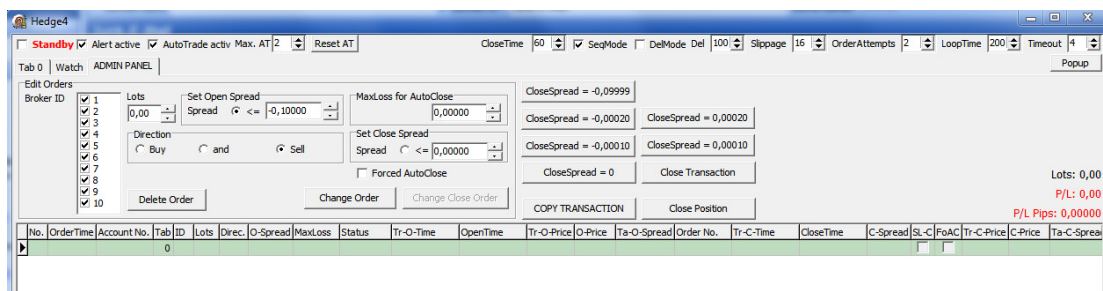 Hedge4
Standby Alert active AutoTrade activ Max. AT 2 Reset AT CloseTime 60 SeqMode DelMode Del 100 Slippage 16 OrderAttempts 2 LoopTime 200 Timeout 4
Tab 0 Watch ADMIN PANEL Popup
Edit Orders
Broker ID 1 2 3 4 5 6 7 8 9 10
Lots 0,00
Set Open Spread
Spread <= -0,10000
MaxLoss for AutoClose
0,00000
Direction
Buy and Sell
Set Close Spread
Spread <= 0,00000
Forced AutoClose
Delete Order Change Order Change Close Order
CloseSpread = -0,09999
CloseSpread = -0,00020 CloseSpread = 0,00020
CloseSpread = -0,00010 CloseSpread = 0,00010
CloseSpread = 0 Close Transaction
COPY TRANSACTION Close Position
Lots: 0,00
P/L: 0,00
P/L Pips: 0,00000
No. OrderTime Account No. Tab ID Lots Direc. O-Spread MaxLoss Status Tr-O-Time OpenTime Tr-O-Price O-Price Ta-O-Spread Order No. Tr-C-Time CloseTime C-Spread SL-C FoAC Tr-C-Price C-Price Ta-C-Sprea
0